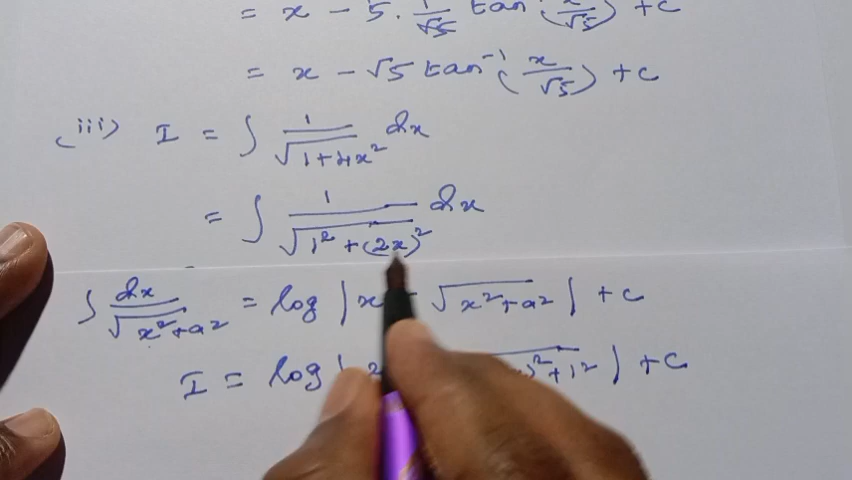 = x - 5 · 1/√5 tan⁻¹(x/√5) + c
= x - √5 tan⁻¹(x/√5) + c
(iii) I = ∫ 1/√(1+4x²) dx
= ∫ 1/√(1² + (2x)²) dx
∫ dx/√(x²+a²) = log |x + √(x²+a²)| + c
I = log | )²+1² | + c